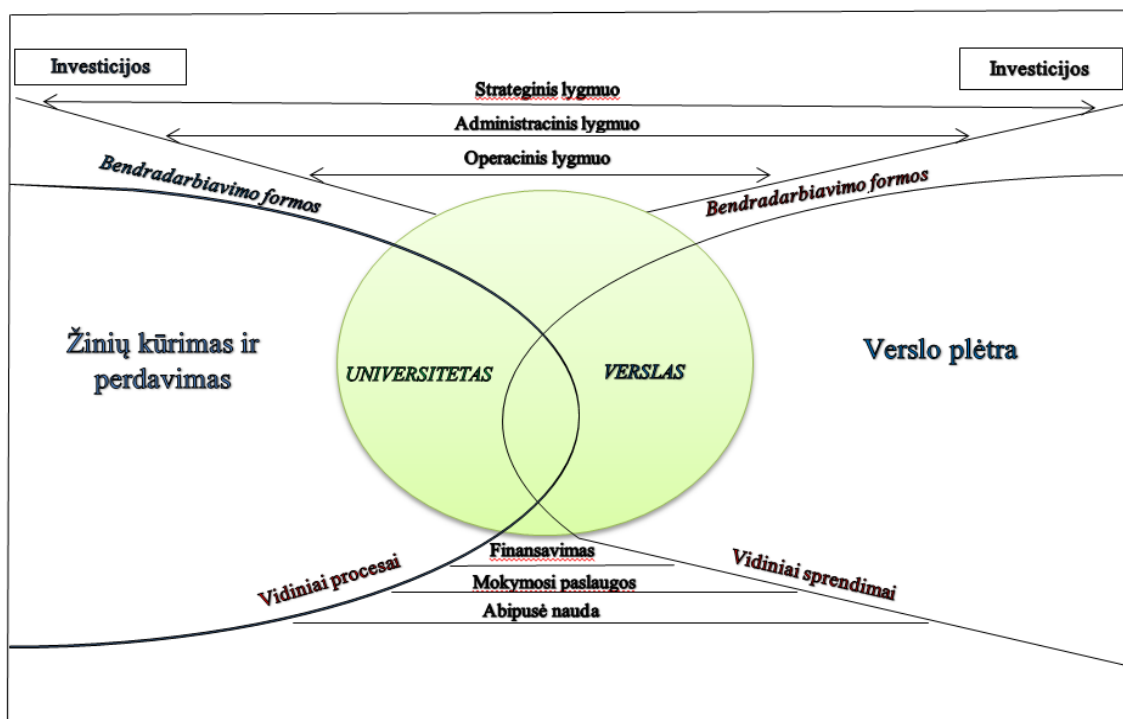 Investicijos
Investicijos
Strateginis lygmuo
Administracinis lygmuo
Operacinis lygmuo
Bendradarbiavimo formos
Bendradarbiavimo formos
Žinių kūrimas ir
perdavimas
UNIVERSITETAS
VERSLAS
Verslo plėtra
Vidiniai procesai
Finansavimas
Mokymosi paslaugos
Abipusė nauda
Vidiniai sprendimai